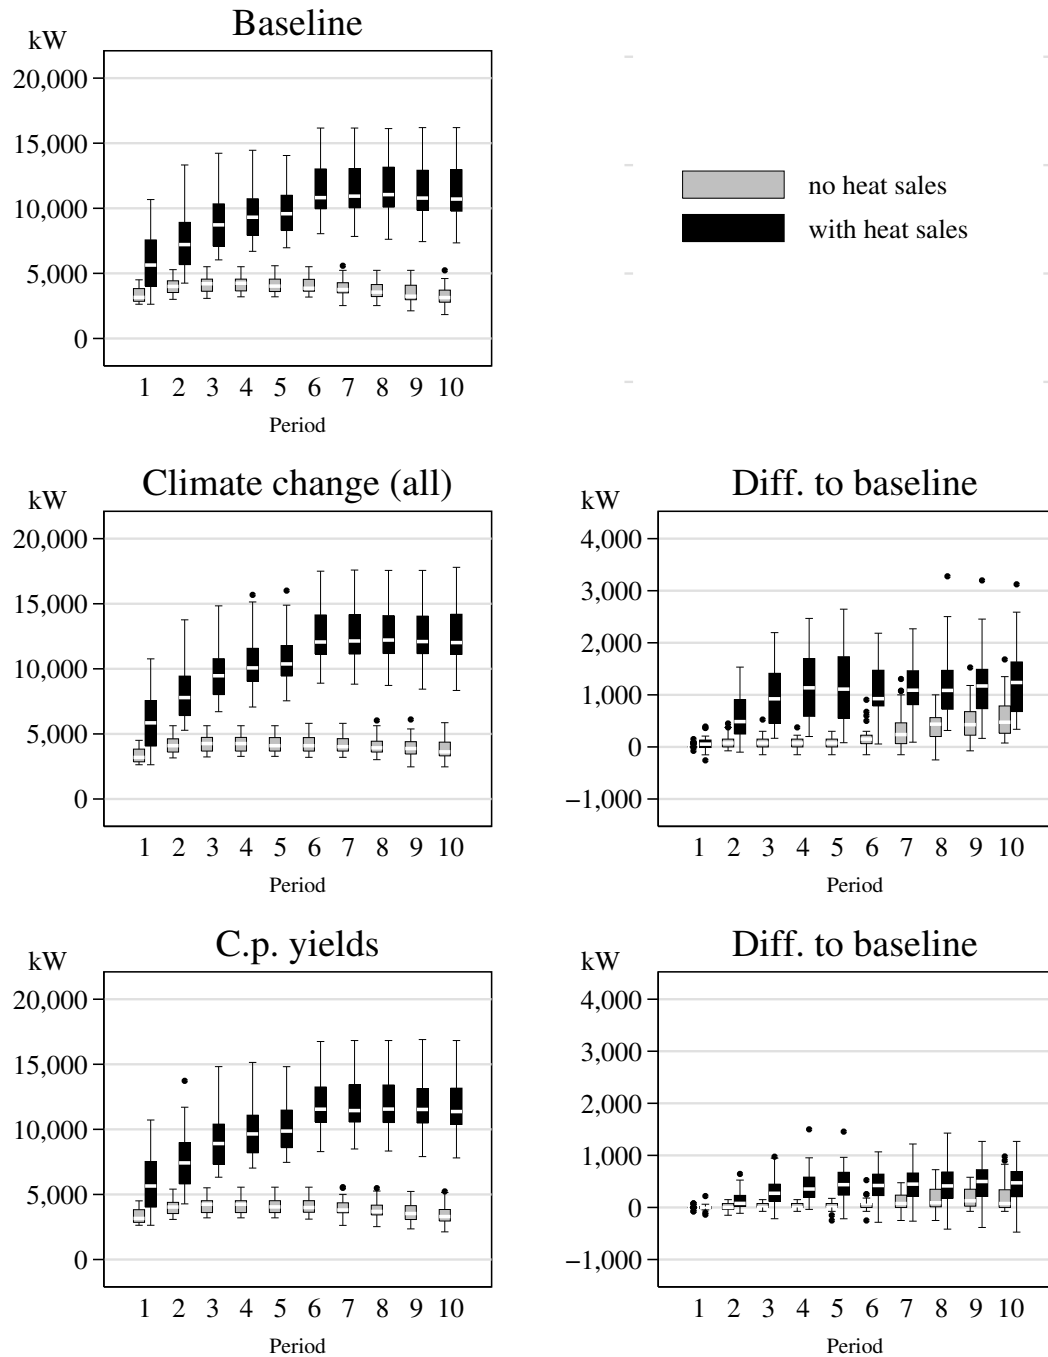 Baseline
kW
20,000
15,000
10,000
5,000
0
1 2 3 4 5 6 7 8 9 10
Period
no heat sales
with heat sales
Climate change (all)
kW
20,000
15,000
10,000
5,000
0
1 2 3 4 5 6 7 8 9 10
Period
Diff. to baseline
kW
4,000
3,000
2,000
1,000
0
−1,000
1 2 3 4 5 6 7 8 9 10
Period
C.p. yields
kW
20,000
15,000
10,000
5,000
0
1 2 3 4 5 6 7 8 9 10
Period
Diff. to baseline
kW
4,000
3,000
2,000
1,000
0
−1,000
1 2 3 4 5 6 7 8 9 10
Period